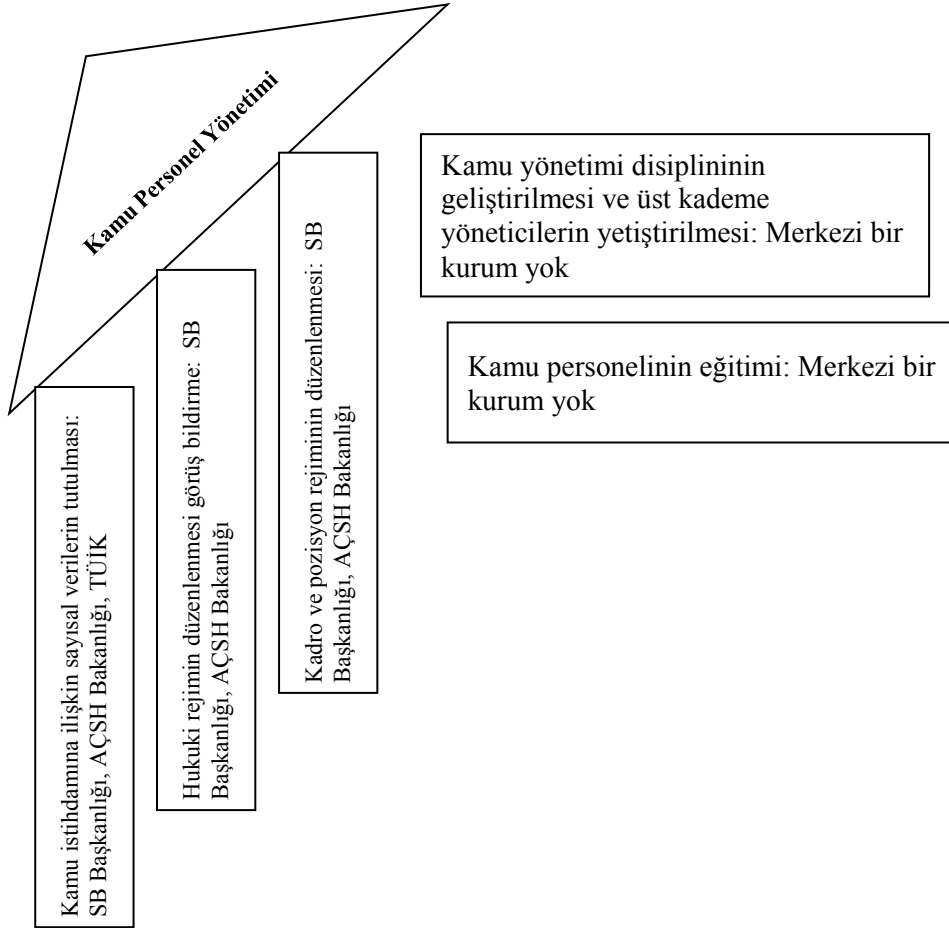 Kamu Personel Yönetimi
Kamu istihdamına ilişkin sayısal verilerin tutulması:
SB Başkanlığı, AÇSH Bakanlığı, TÜİK
Hukuki rejimin düzenlenmesi görüş bildirme: SB
Başkanlığı, AÇSH Bakanlığı
Kadro ve pozisyon rejiminin düzenlenmesi: SB
Başkanlığı, AÇSH Bakanlığı
Kamu yönetimi disiplininin
geliştirilmesi ve üst kademe
yöneticilerin yetiştirilmesi: Merkezi bir
kurum yok
Kamu personelinin eğitimi: Merkezi bir
kurum yok